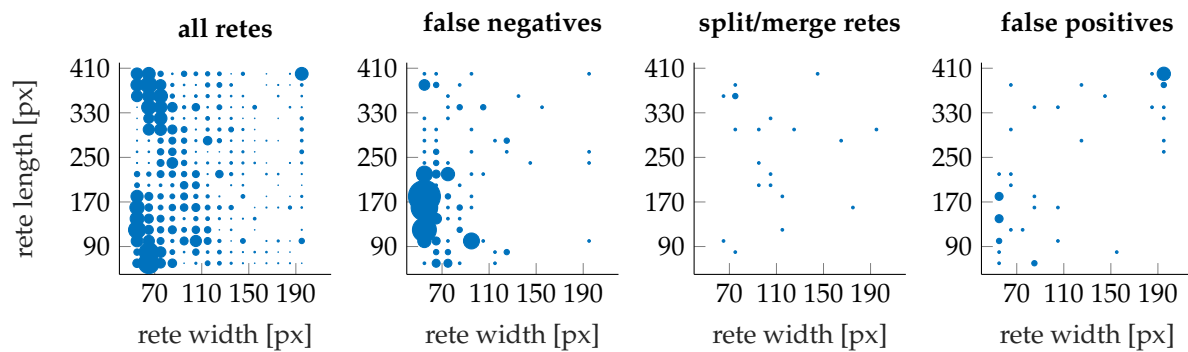 all retes
false negatives
split/merge retes
false positives
rete length [px]
410
330
250
170
90
70 110 150 190
rete width [px]
410
330
250
170
90
70 110 150 190
rete width [px]
410
330
250
170
90
70 110 150 190
rete width [px]
410
330
250
170
90
70 110 150 190
rete width [px]